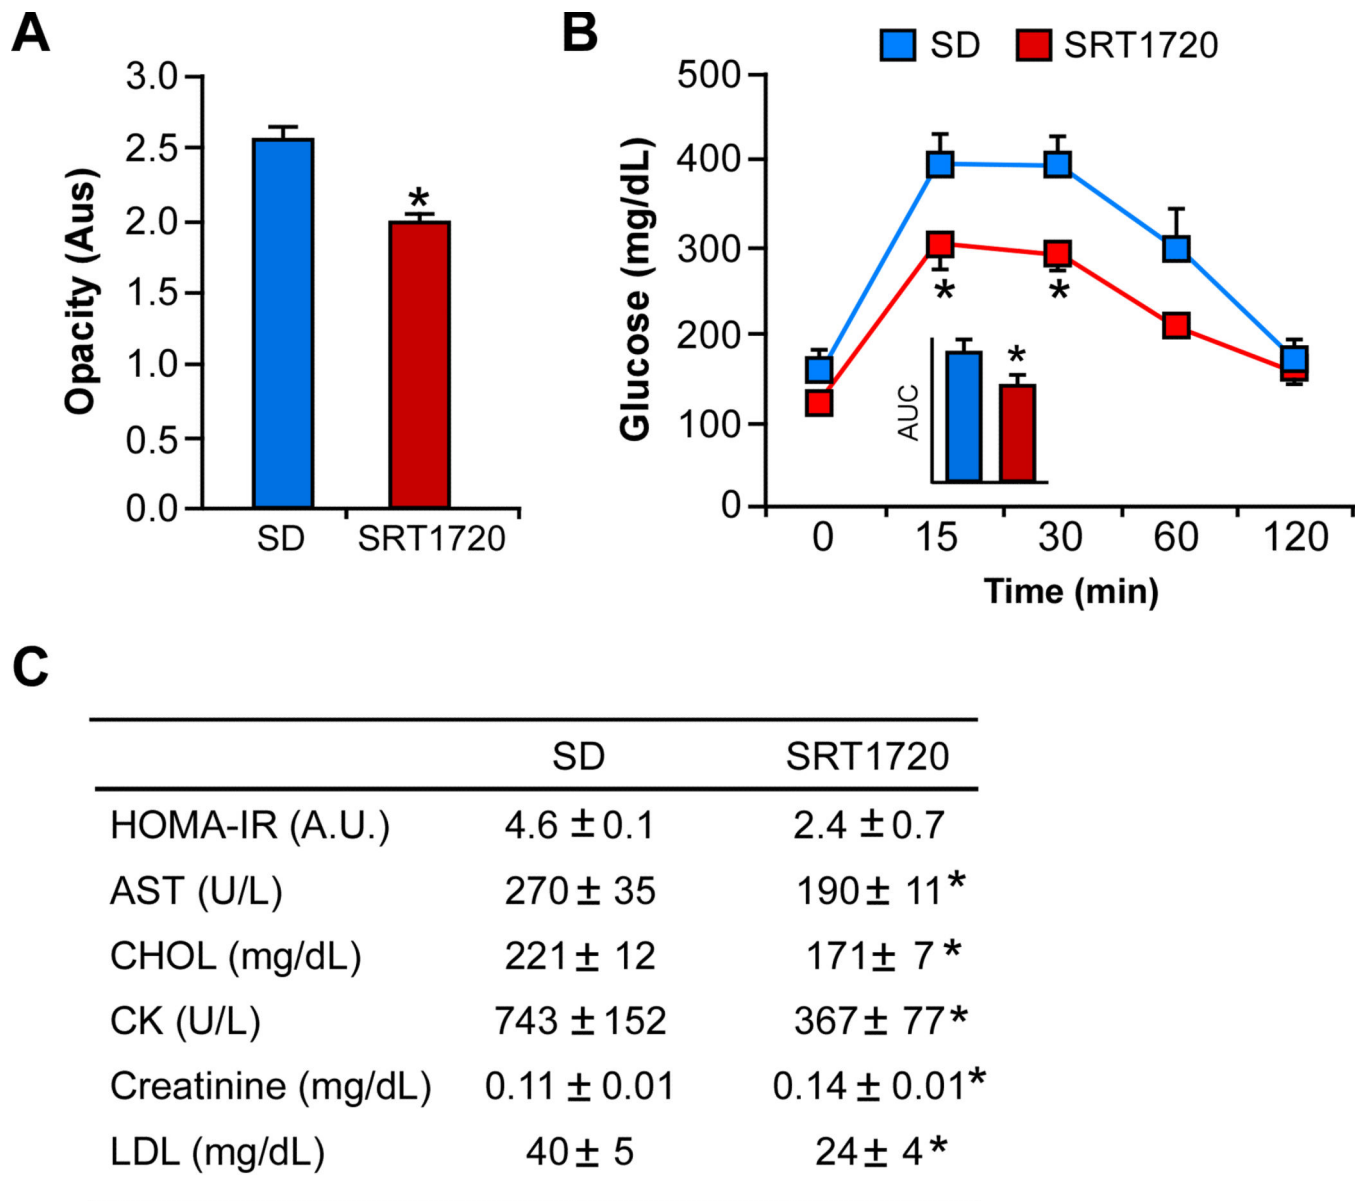 A
3.0
2.5
2.0
1.5
1.0
0.5
0.0
Opacity (Aus)
*
SD SRT1720
B
SD SRT1720
500
400
300
200
100
0
Glucose (mg/dL)
* *
AUC
*
0 15 30 60 120
Time (min)
C
SD SRT1720
HOMA-IR (A.U.) 4.6 ±0.1 2.4 ±0.7
AST (U/L) 270± 35 190± 11*
CHOL (mg/dL) 221± 12 171± 7*
CK (U/L) 743 ±152 367± 77*
Creatinine (mg/dL) 0.11 ± 0.01 0.14 ± 0.01*
LDL (mg/dL) 40± 5 24± 4*